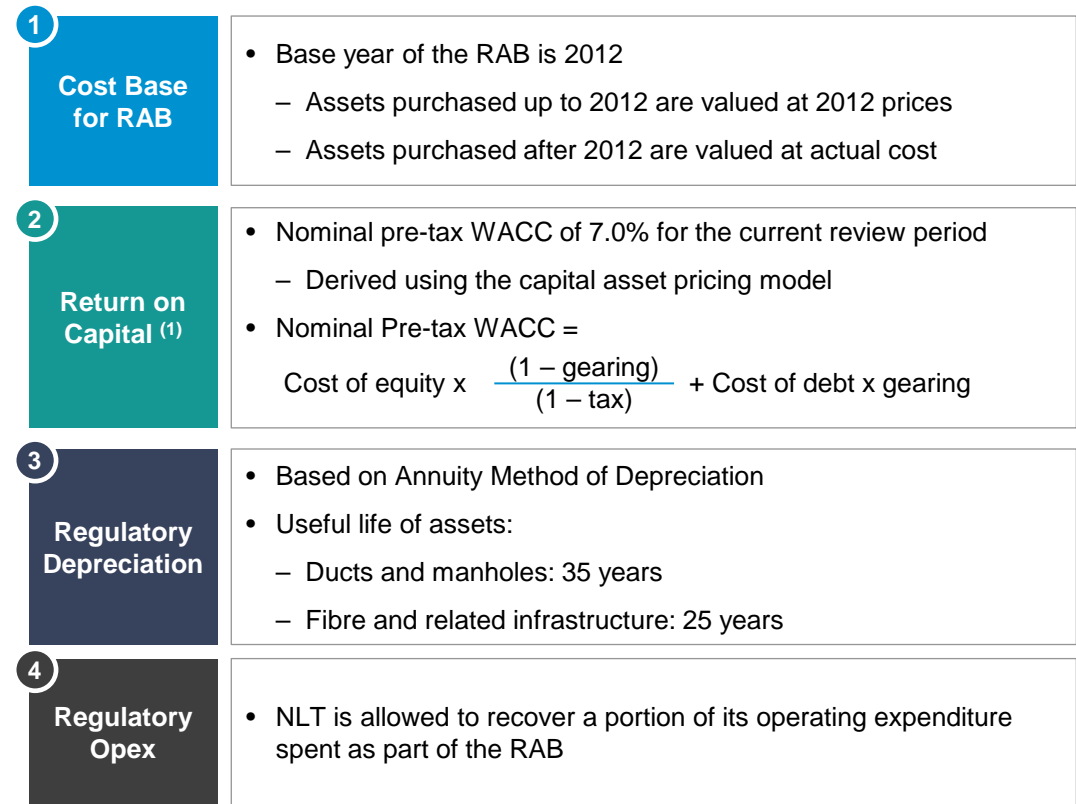 1
Cost Base
for RAB
• Base year of the RAB is 2012
– Assets purchased up to 2012 are valued at 2012 prices
– Assets purchased after 2012 are valued at actual cost
2
Return on
Capital (1)
• Nominal pre-tax WACC of 7.0% for the current review period
– Derived using the capital asset pricing model
• Nominal Pre-tax WACC =
Cost of equity x (1 – gearing) / (1 – tax) + Cost of debt x gearing
3
Regulatory
Depreciation
• Based on Annuity Method of Depreciation
• Useful life of assets:
– Ducts and manholes: 35 years
– Fibre and related infrastructure: 25 years
4
Regulatory
Opex
• NLT is allowed to recover a portion of its operating expenditure
spent as part of the RAB